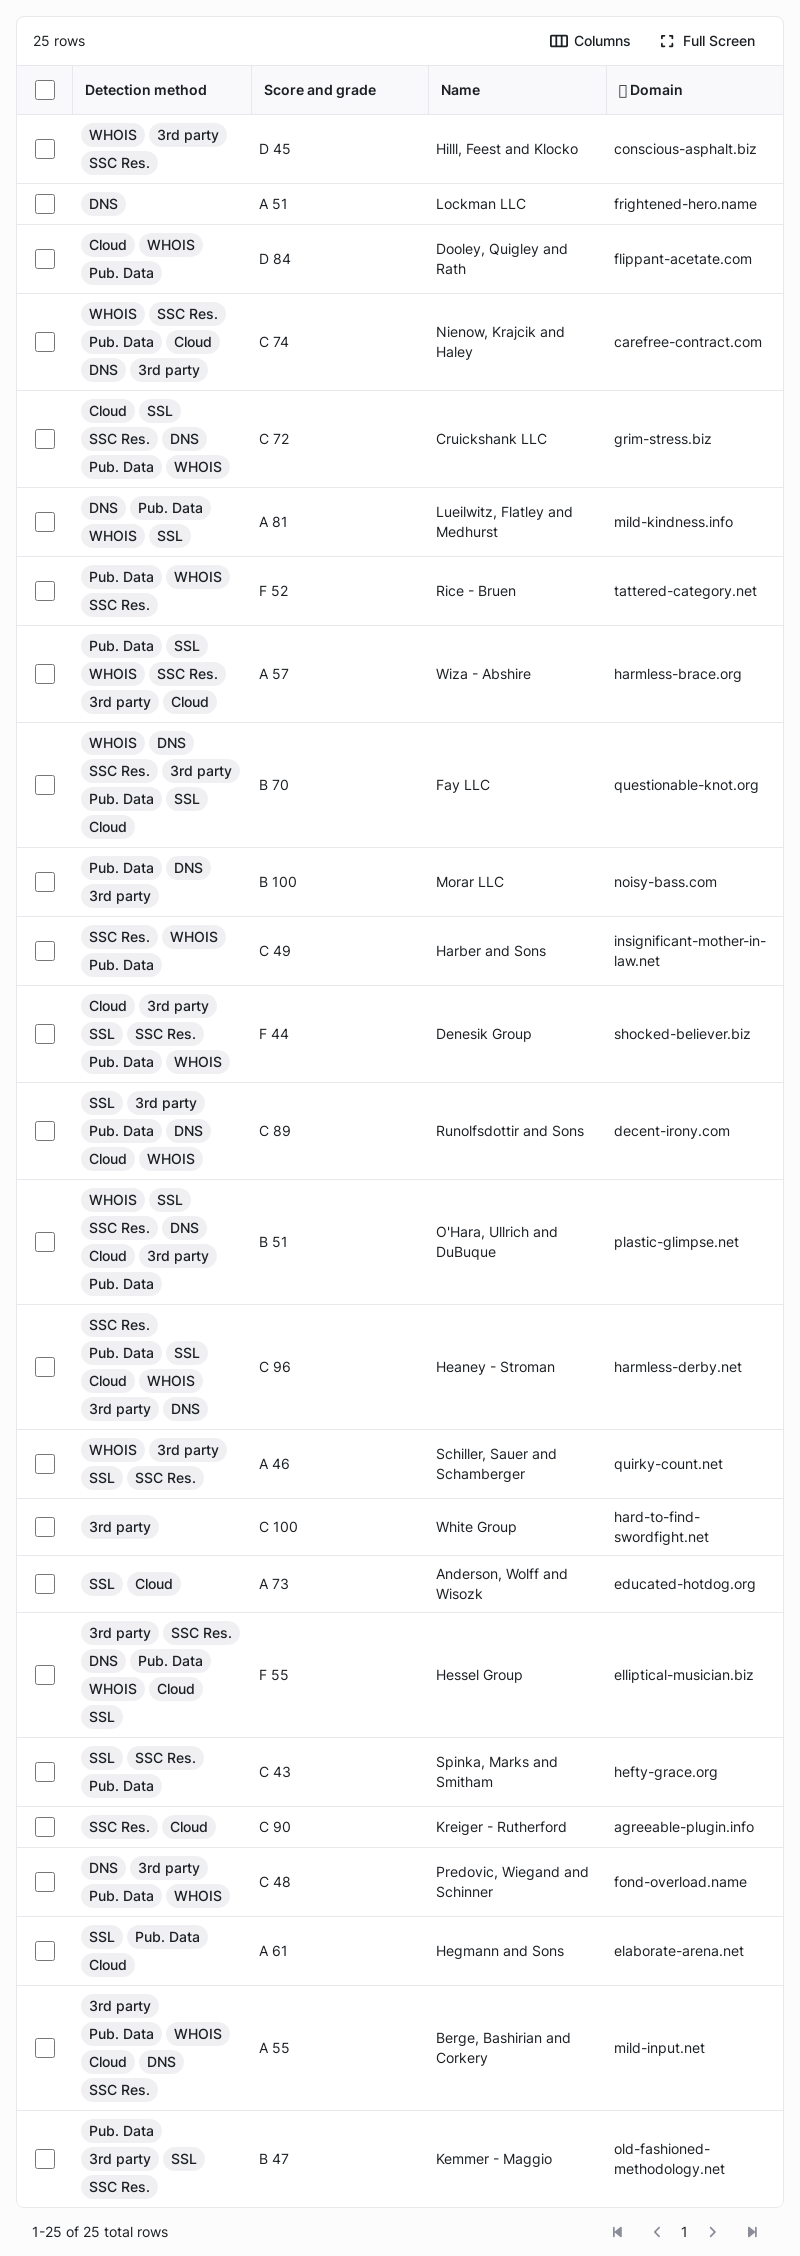 25 rows Columns Full Screen
Detection method Score and grade Name Domain
WHOIS 3rd party
SSC Res.
D 45
Hilll, Feest and Klocko
conscious-asphalt.biz
DNS
A 51
Lockman LLC
frightened-hero.name
Cloud WHOIS
Pub. Data
D 84
Dooley, Quigley and
Rath
flippant-acetate.com
WHOIS SSC Res.
Pub. Data Cloud
DNS 3rd party
C 74
Nienow, Krajcik and
Haley
carefree-contract.com
Cloud SSL
SSC Res. DNS
Pub. Data WHOIS
C 72
Cruickshank LLC
grim-stress.biz
DNS Pub. Data
WHOIS SSL
A 81
Lueilwitz, Flatley and
Medhurst
mild-kindness.info
Pub. Data WHOIS
SSC Res.
F 52
Rice - Bruen
tattered-category.net
Pub. Data SSL
WHOIS SSC Res.
3rd party Cloud
A 57
Wiza - Abshire
harmless-brace.org
WHOIS DNS
SSC Res. 3rd party
Pub. Data SSL
Cloud
B 70
Fay LLC
questionable-knot.org
Pub. Data DNS
3rd party
B 100
Morar LLC
noisy-bass.com
SSC Res. WHOIS
Pub. Data
C 49
Harber and Sons
insignificant-mother-in-
law.net
Cloud 3rd party
SSL SSC Res.
Pub. Data WHOIS
F 44
Denesik Group
shocked-believer.biz
SSL 3rd party
Pub. Data DNS
Cloud WHOIS
C 89
Runolfsdottir and Sons
decent-irony.com
WHOIS SSL
SSC Res. DNS
Cloud 3rd party
Pub. Data
B 51
O'Hara, Ullrich and
DuBuque
plastic-glimpse.net
SSC Res.
Pub. Data SSL
Cloud WHOIS
3rd party DNS
C 96
Heaney - Stroman
harmless-derby.net
WHOIS 3rd party
SSL SSC Res.
A 46
Schiller, Sauer and
Schamberger
quirky-count.net
3rd party
C 100
White Group
hard-to-find-
swordfight.net
SSL Cloud
A 73
Anderson, Wolff and
Wisozk
educated-hotdog.org
3rd party SSC Res.
DNS Pub. Data
WHOIS Cloud
SSL
F 55
Hessel Group
elliptical-musician.biz
SSL SSC Res.
Pub. Data
C 43
Spinka, Marks and
Smitham
hefty-grace.org
SSC Res. Cloud
C 90
Kreiger - Rutherford
agreeable-plugin.info
DNS 3rd party
Pub. Data WHOIS
C 48
Predovic, Wiegand and
Schinner
fond-overload.name
SSL Pub. Data
Cloud
A 61
Hegmann and Sons
elaborate-arena.net
3rd party
Pub. Data WHOIS
Cloud DNS
SSC Res.
A 55
Berge, Bashirian and
Corkery
mild-input.net
Pub. Data
3rd party SSL
SSC Res.
B 47
Kemmer - Maggio
old-fashioned-
methodology.net
1-25 of 25 total rows 1